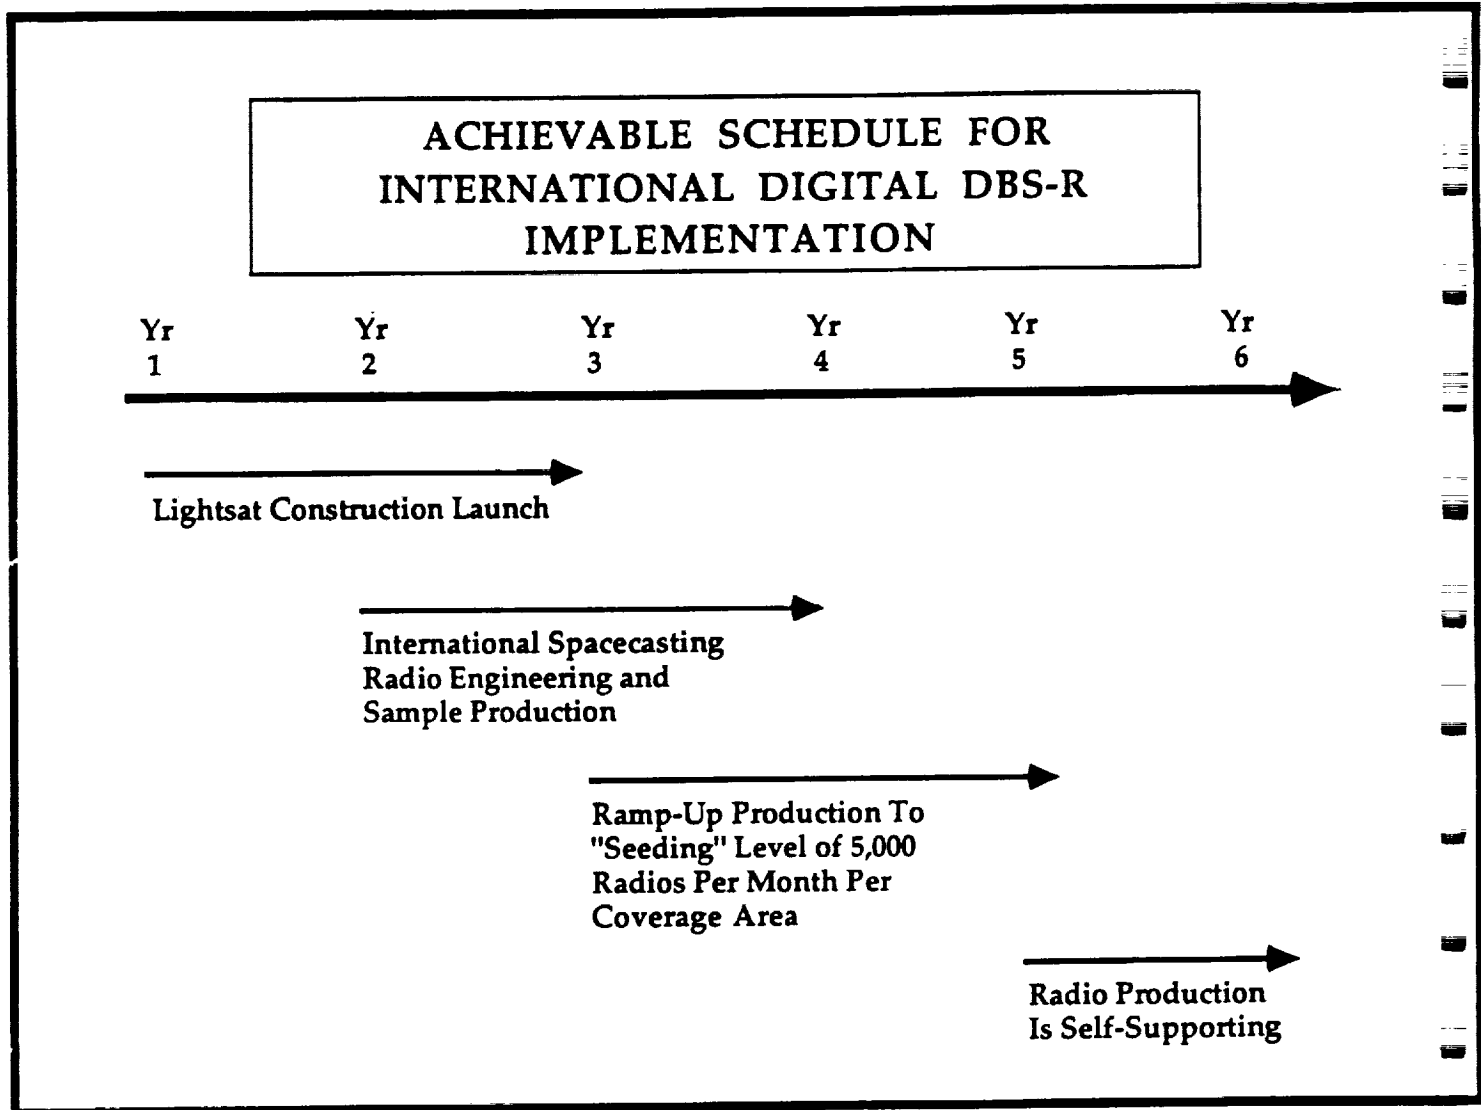 ACHIEVABLE SCHEDULE FOR
INTERNATIONAL DIGITAL DBS-R
IMPLEMENTATION
Yr Yr Yr Yr Yr Yr
1 2 3 4 5 6
Lightsat Construction Launch
International Spacecasting
Radio Engineering and
Sample Production
Ramp-Up Production To
"Seeding" Level of 5,000
Radios Per Month Per
Coverage Area
Radio Production
Is Self-Supporting